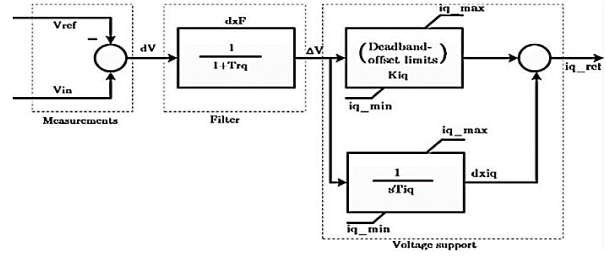 Vref
Vin
Measurements
−
dV
dxF
1
1+Trq
Filter
ΔV
iq_max
(Deadband-
offset limits)
Kiq
iq_min
iq_max
1
sTiq
iq_min
dxiq
iq_ref
Voltage support